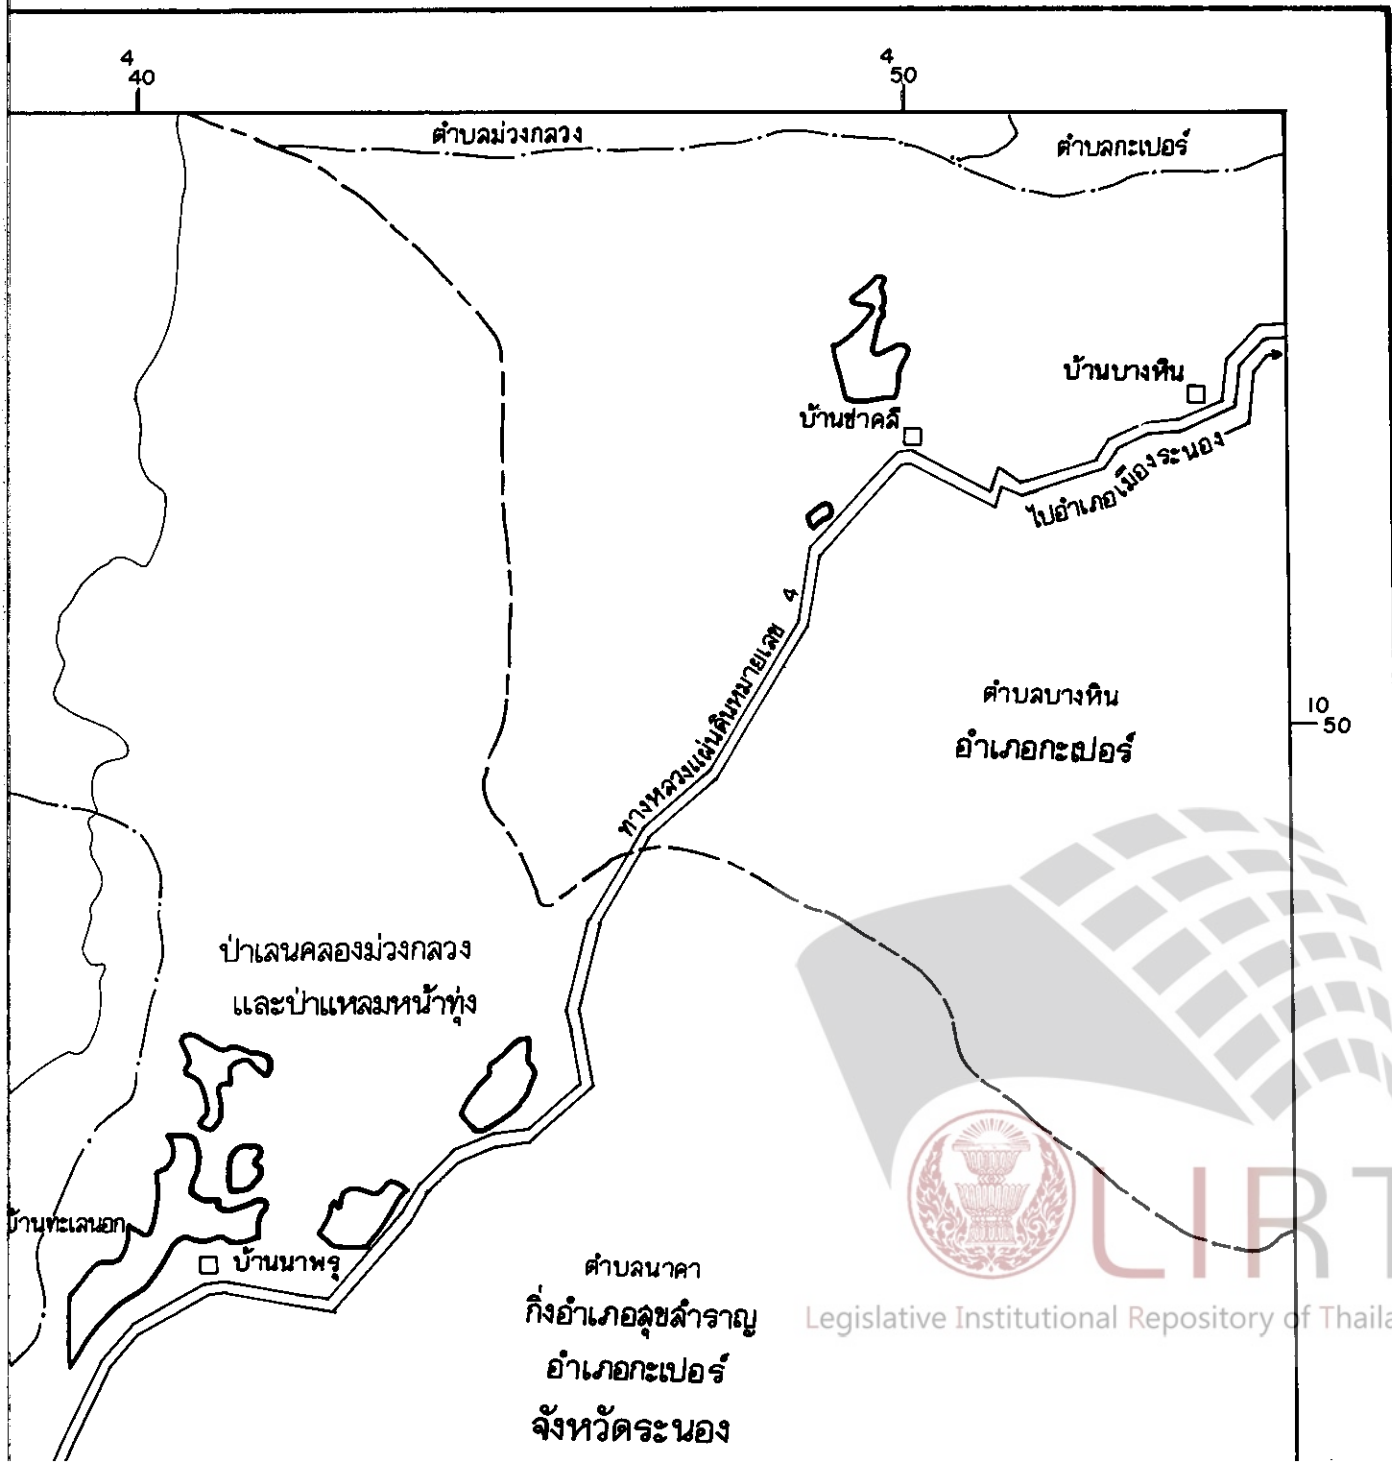 4
40
4
50
ตำบลม่วงกลวง
ตำบลกะเปอร์
บ้านบางหิน
บ้านชาคลี
ไปอำเภอเมืองระนอง
ทางหลวงแผ่นดินหมายเลข 4
ตำบลบางหิน
อำเภอกะเปอร์
10
50
ป่าเลนคลองม่วงกลวง
และป่าแหลมหน้าทุ่ง
บ้านทะเลนอก
บ้านนาพรุ
ตำบลนาคา
กิ่งอำเภอสุขสำราญ
อำเภอกะเปอร์
จังหวัดระนอง
LIRT
Legislative Institutional Repository of Thaila